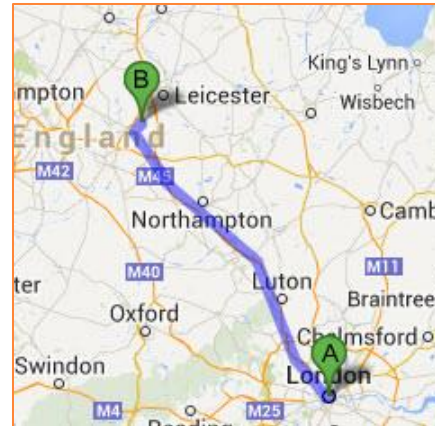 King's Lynn
B
Leicester
mpton
Wisbech
England
M42
M45
Northampton
Camb
M40
M11
ter
Luton
Braintree
Oxford
Chelmsford
A
London
Swindon
M4
M25
Reading